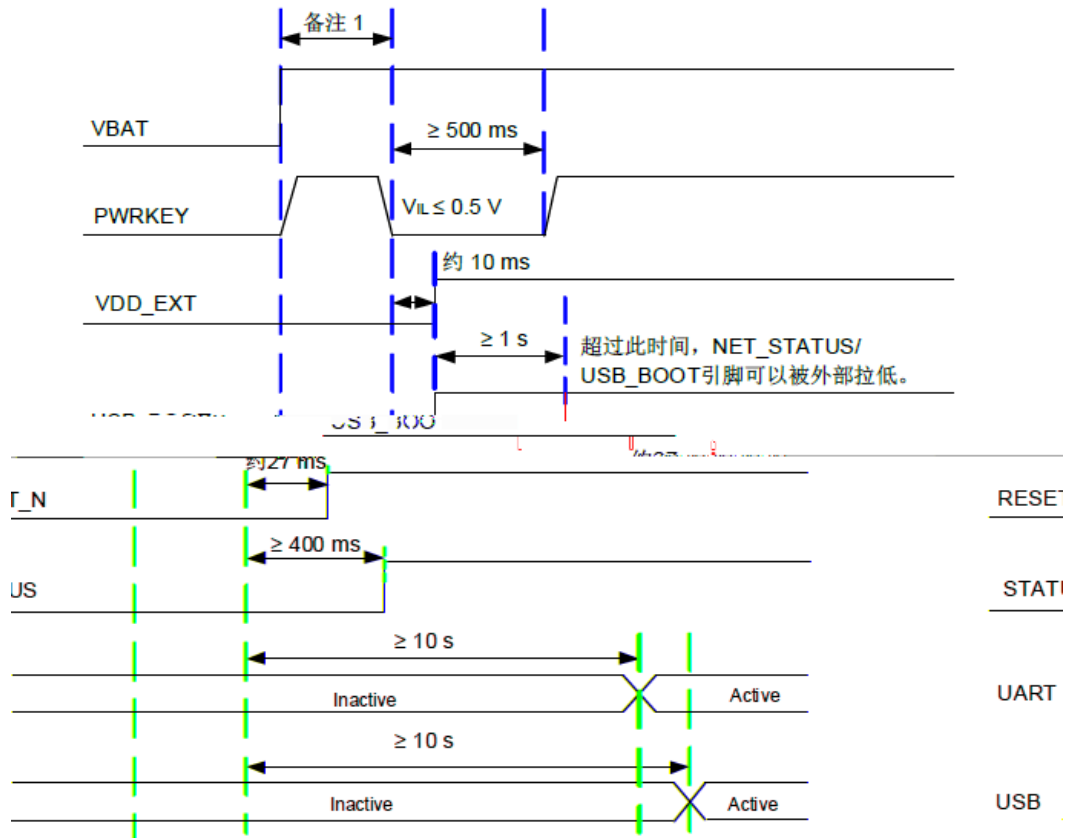 备注 1
VBAT
≥ 500 ms
PWRKEY
VIL ≤ 0.5 V
约 10 ms
VDD_EXT
≥ 1 s
超过此时间，NET_STATUS/
USB_BOOT引脚可以被外部拉低。
约27 ms
T_N
RESET
≥ 400 ms
US
STATU
≥ 10 s
Inactive
Active
UART
≥ 10 s
Inactive
Active
USB